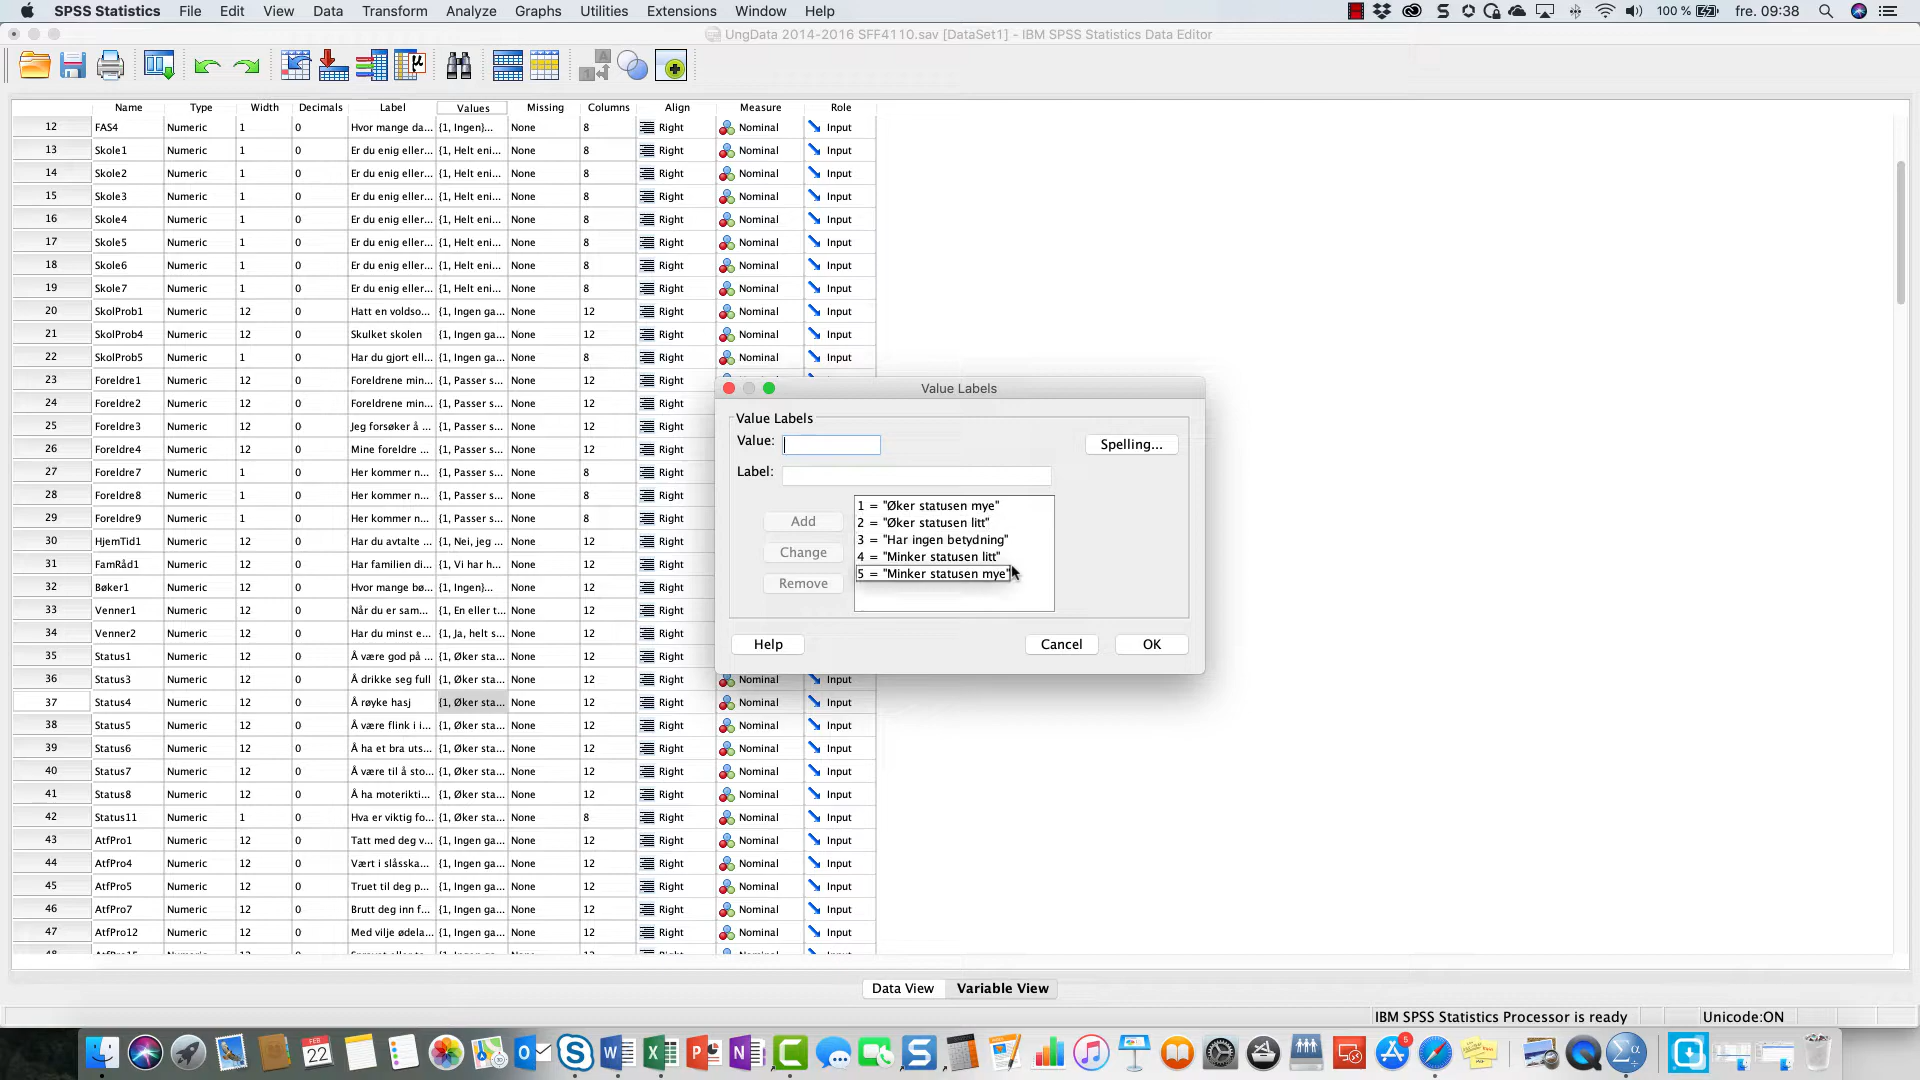 SPSS Statistics File Edit View Data Transform Analyze Graphs Utilities Extensions Window Help 100 % fre. 09:38
UngData 2014-2016 SFF4110.sav [DataSet1] - IBM SPSS Statistics Data Editor
Name Type Width Decimals Label Values Missing Columns Align Measure Role
12 FAS4 Numeric 1 0 Hvor mange da... {1, Ingen}... None 8 Right Nominal Input
13 Skole1 Numeric 1 0 Er du enig eller... {1, Helt eni... None 8 Right Nominal Input
14 Skole2 Numeric 1 0 Er du enig eller... {1, Helt eni... None 8 Right Nominal Input
15 Skole3 Numeric 1 0 Er du enig eller... {1, Helt eni... None 8 Right Nominal Input
16 Skole4 Numeric 1 0 Er du enig eller... {1, Helt eni... None 8 Right Nominal Input
17 Skole5 Numeric 1 0 Er du enig eller... {1, Helt eni... None 8 Right Nominal Input
18 Skole6 Numeric 1 0 Er du enig eller... {1, Helt eni... None 8 Right Nominal Input
19 Skole7 Numeric 1 0 Er du enig eller... {1, Helt eni... None 8 Right Nominal Input
20 SkolProb1 Numeric 12 0 Hatt en voldso... {1, Ingen ga... None 12 Right Nominal Input
21 SkolProb4 Numeric 12 0 Skulket skolen {1, Ingen ga... None 12 Right Nominal Input
22 SkolProb5 Numeric 1 0 Har du gjort ell... {1, Ingen ga... None 8 Right Nominal Input
23 Foreldre1 Numeric 12 0 Foreldrene min... {1, Passer s... None 12 Right
24 Foreldre2 Numeric 12 0 Foreldrene min... {1, Passer s... None 12 Right
25 Foreldre3 Numeric 12 0 Jeg forsøker å ... {1, Passer s... None 12 Right
26 Foreldre4 Numeric 12 0 Mine foreldre ... {1, Passer s... None 12 Right
27 Foreldre7 Numeric 1 0 Her kommer n... {1, Passer s... None 8 Right
28 Foreldre8 Numeric 1 0 Her kommer n... {1, Passer s... None 8 Right
29 Foreldre9 Numeric 1 0 Her kommer n... {1, Passer s... None 8 Right
30 HjemTid1 Numeric 12 0 Har du avtalte ... {1, Nei, jeg ... None 12 Right
31 FamRåd1 Numeric 12 0 Har familien di... {1, Vi har h... None 12 Right
32 Bøker1 Numeric 12 0 Hvor mange bø... {1, Ingen}... None 12 Right
33 Venner1 Numeric 12 0 Når du er sam... {1, En eller t... None 12 Right
34 Venner2 Numeric 12 0 Har du minst e... {1, Ja, helt s... None 12 Right
35 Status1 Numeric 12 0 Å være god på ... {1, Øker sta... None 12 Right
36 Status3 Numeric 12 0 Å drikke seg full {1, Øker sta... None 12 Right Nominal Input
37 Status4 Numeric 12 0 Å røyke hasj {1, Øker sta... None 12 Right Nominal Input
38 Status5 Numeric 12 0 Å være flink i i... {1, Øker sta... None 12 Right Nominal Input
39 Status6 Numeric 12 0 Å ha et bra uts... {1, Øker sta... None 12 Right Nominal Input
40 Status7 Numeric 12 0 Å være til å sto... {1, Øker sta... None 12 Right Nominal Input
41 Status8 Numeric 12 0 Å ha moterikti... {1, Øker sta... None 12 Right Nominal Input
42 Status11 Numeric 1 0 Hva er viktig fo... {1, Øker sta... None 8 Right Nominal Input
43 AtfPro1 Numeric 12 0 Tatt med deg v... {1, Ingen ga... None 12 Right Nominal Input
44 AtfPro4 Numeric 12 0 Vært i slåsska... {1, Ingen ga... None 12 Right Nominal Input
45 AtfPro5 Numeric 12 0 Truet til deg p... {1, Ingen ga... None 12 Right Nominal Input
46 AtfPro7 Numeric 12 0 Brutt deg inn f... {1, Ingen ga... None 12 Right Nominal Input
47 AtfPro12 Numeric 12 0 Med vilje ødela... {1, Ingen ga... None 12 Right Nominal Input
Value Labels
Value Labels
Value:
Spelling...
Label:
Add
Change
Remove
1 = "Øker statusen mye"
2 = "Øker statusen litt"
3 = "Har ingen betydning"
4 = "Minker statusen litt"
5 = "Minker statusen mye"
Help Cancel OK
Data View Variable View
IBM SPSS Statistics Processor is ready Unicode:ON
FEB
22
5